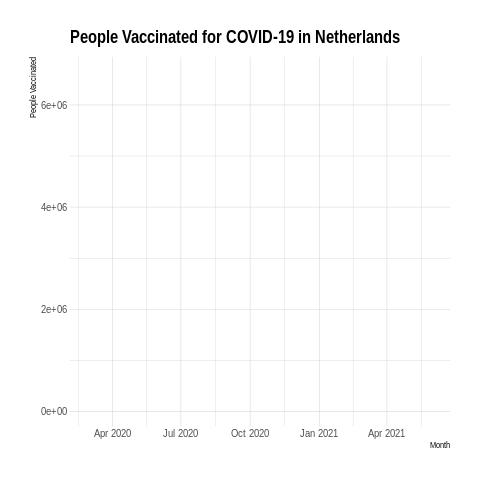 People Vaccinated for COVID-19 in Netherlands
People Vaccinated
6e+06
4e+06
2e+06
0e+00
Apr 2020 Jul 2020 Oct 2020 Jan 2021 Apr 2021
Month